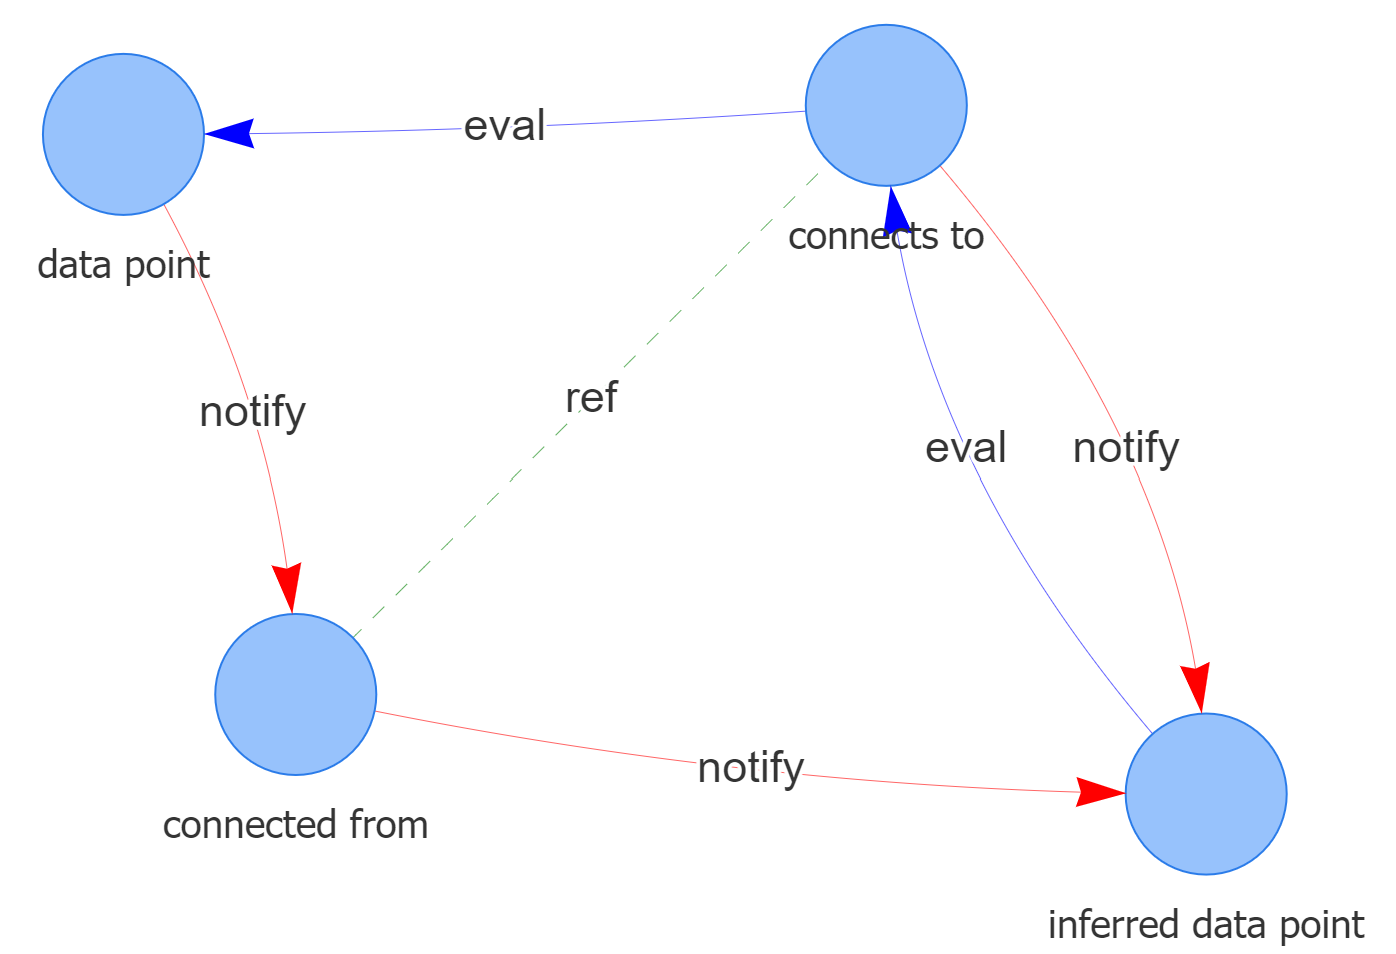 eval
connects to
data point
ref
notify
eval
notify
notify
connected from
inferred data point